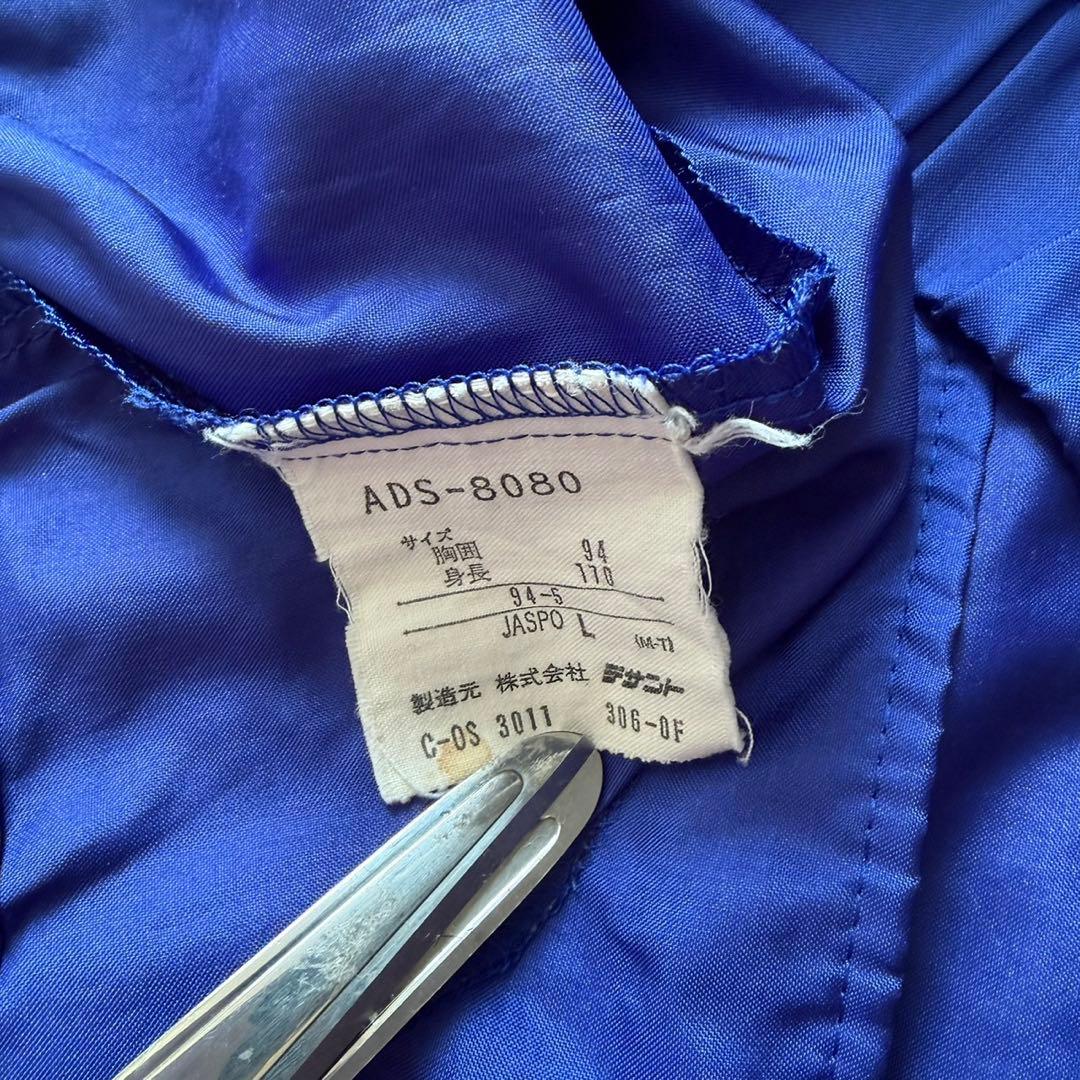 ADS-8080
サイズ
胸囲 94
身長 170
94-5
JASPO L (M-T)
製造元 株式会社 デサント
C-OS 3011 306-0F